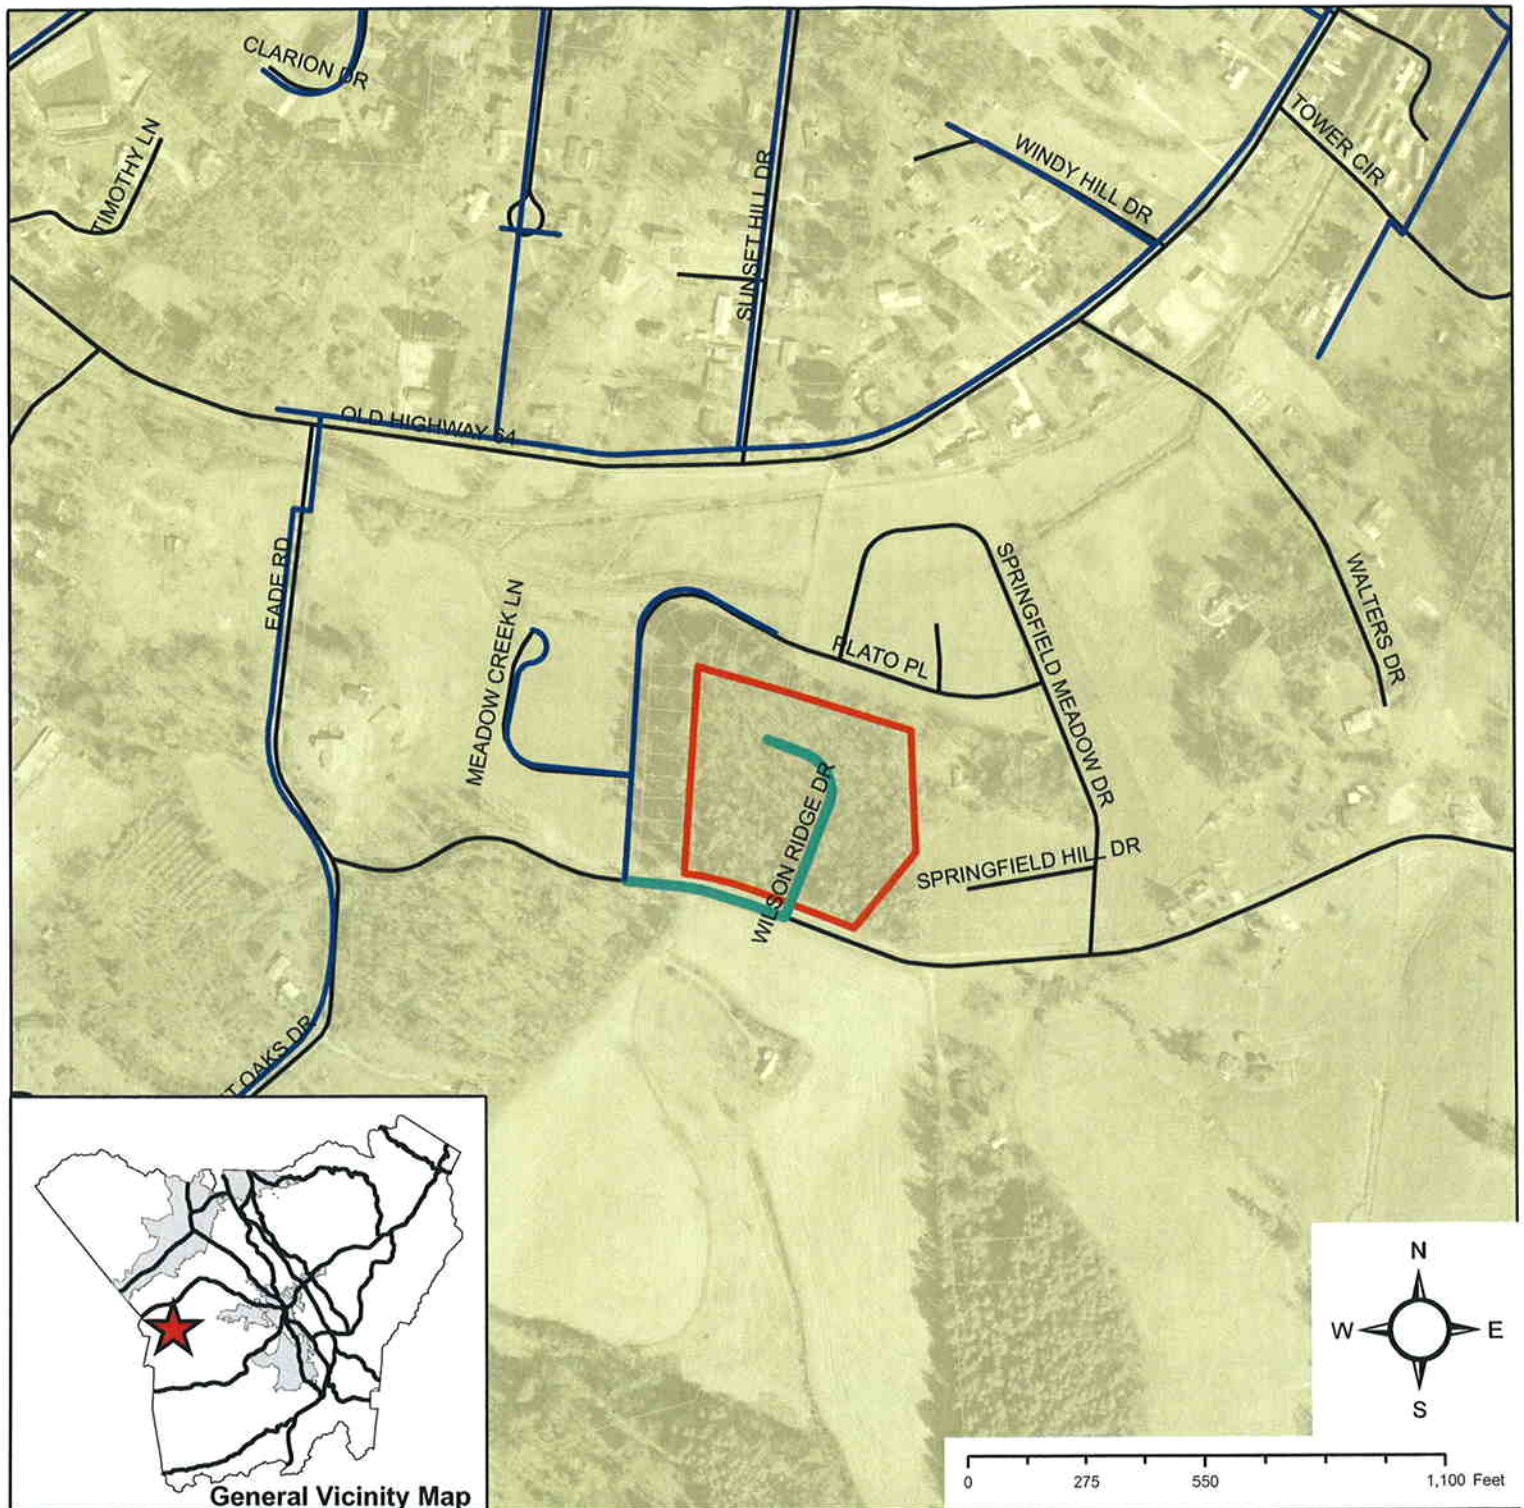 CLARION DR
TIMOTHY LN
SUNSET HILL DR
WINDY HILL DR
TOWER CIR
OLD HIGHWAY 64
EADE RD
MEADOW CREEK LN
PLATO PL
SPRINGFIELD MEADOW DR
WALTERS DR
WILSON RIDGE DR
SPRINGFIELD HILL DR
T OAKS DR
General Vicinity Map
N
W E
S
0 275 550 1,100 Feet